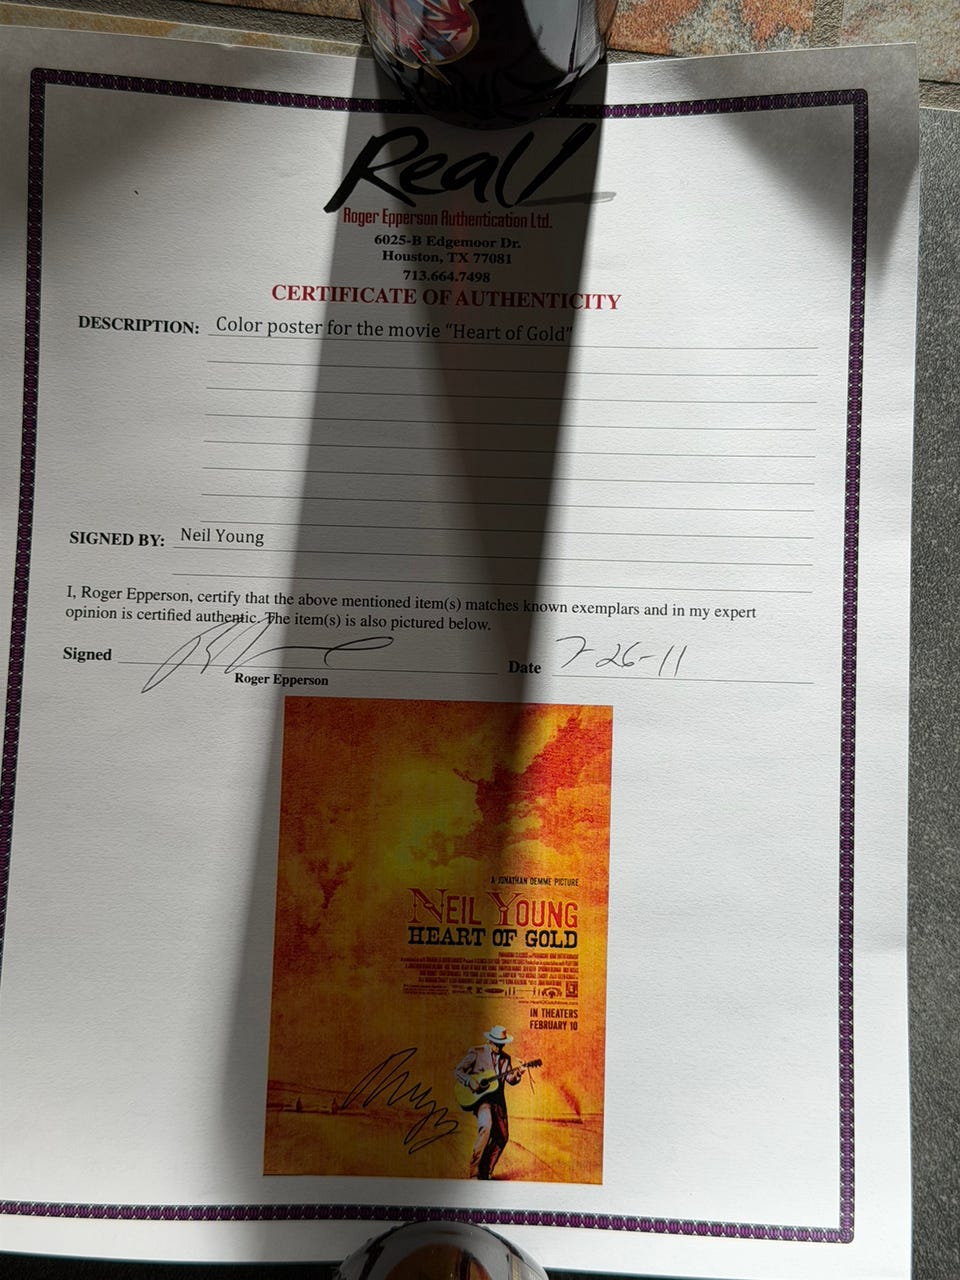 Real
Roger Epperson Authentication Ltd.
6025-B Edgemoor Dr.
Houston, TX 77081
713.664.7498
CERTIFICATE OF AUTHENTICITY
DESCRIPTION: Color poster for the movie "Heart of Gold"
SIGNED BY: Neil Young
I, Roger Epperson, certify that the above mentioned item(s) matches known exemplars and in my expert
opinion is certified authentic. The item(s) is also pictured below.
Signed Date 7-26-11
Roger Epperson
A JONATHAN DEMME PICTURE
NEIL YOUNG
HEART OF GOLD
IN THEATERS
FEBRUARY 10